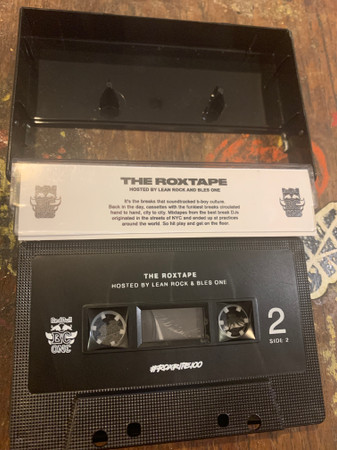 THE ROXTAPE
HOSTED BY LEAN ROCK AND BLES ONE
It's the breaks that soundtracked b-boy culture.
Back in the day, cassettes with the funkiest breaks circulated
hand to hand, city to city. Mixtapes from the best break DJs
originated in the streets of NYC and ended up at practices
around the world. So hit play and get on the floor.
THE ROXTAPE
HOSTED BY LEAN ROCK & BLES ONE
Red Bull
BC
ONE
2
SIDE 2